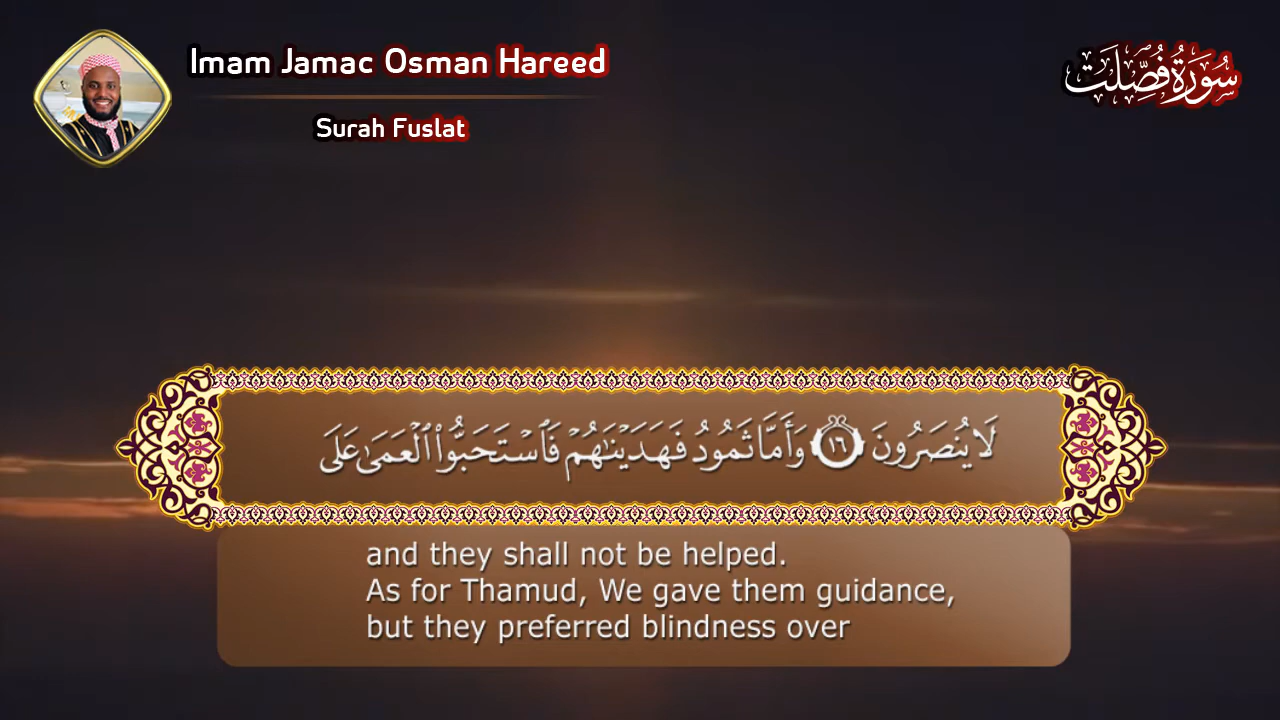 Imam Jamac Osman Hareed
Surah Fuslat
سُورَةُ فُصِّلَت
لَا يُنصَرُونَ ١٦ وَأَمَّا ثَمُودُ فَهَدَيْنَـٰهُمْ فَٱسْتَحَبُّوا۟ ٱلْعَمَىٰ عَلَى
and they shall not be helped.
As for Thamud, We gave them guidance,
but they preferred blindness over